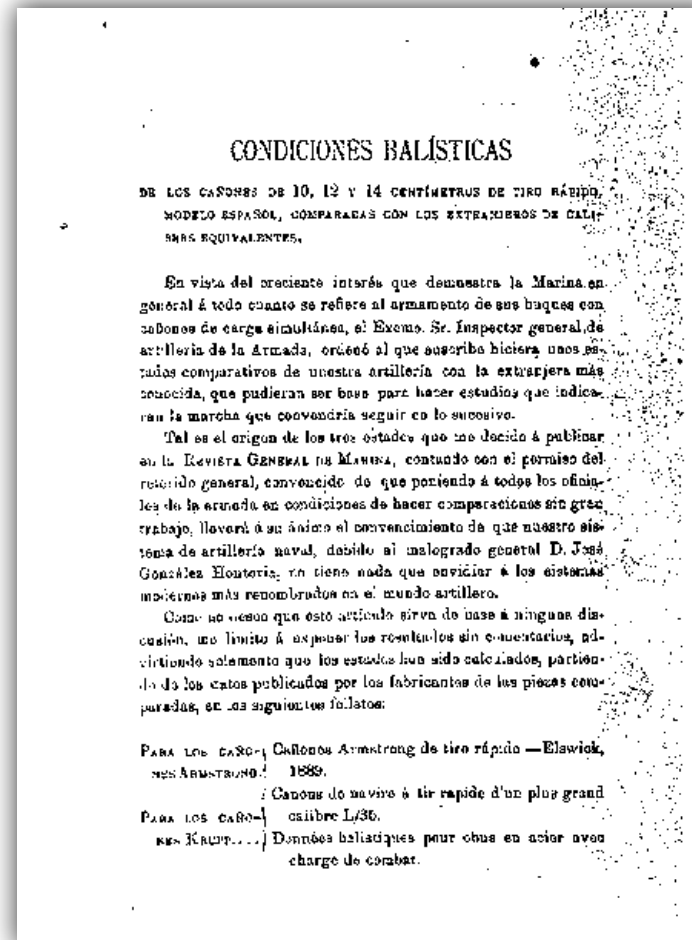 CONDICIONES BALÍSTICAS
DE LOS CAÑONES DE 10, 12 Y 14 CENTÍMETROS DE TIRO RÁPIDO,
MODELO ESPAÑOL, COMPARADAS CON LOS EXTRANJEROS DE CALI-
BRES EQUIVALENTES.
En vista del creciente interés que demuestra la Marina en
general á todo cuanto se refiere al armamento de sus buques con
cañones de carga simultánea, el Excmo. Sr. Inspector general de
artillería de la Armada, ordenó al que suscribe hiciera unos es-
tados comparativos de nuestra artillería con la extranjera más
conocida, que pudieran ser base para hacer estudios que indica-
ran la marcha que convendría seguir en lo sucesivo.
Tal es el origen de los tres estados que me decido á publicar
en la REVISTA GENERAL DE MARINA, contando con el permiso del
referido general, convencido de que poniendo á todos los oficia-
les de la armada en condiciones de hacer comparaciones sin gran
trabajo, llevará á su ánimo el convencimiento de que nuestro sis-
tema de artillería naval, debido al malogrado general D. José
González Hontoria, no tiene nada que envidiar á los sistemas
modernos más renombrados en el mundo artillero.
Como no deseo que este artículo sirva de base á ninguna dis-
cusión, me limito á exponer los resultados sin comentarios, ad-
virtiendo solamente que los estados han sido calculados, partien-
do de los datos publicados por los fabricantes de las piezas com-
paradas, en los siguientes folletos:
PARA LOS CAÑO- Cañones Armstrong de tiro rápido —Elswick,
NES ARMSTRONG. 1889.
Canons de navire à tir rapide d'un plus grand
PARA LOS CAÑO- calibre L/35.
NES KRUPP.... Données balistiques pour obus en acier avec
charge de combat.